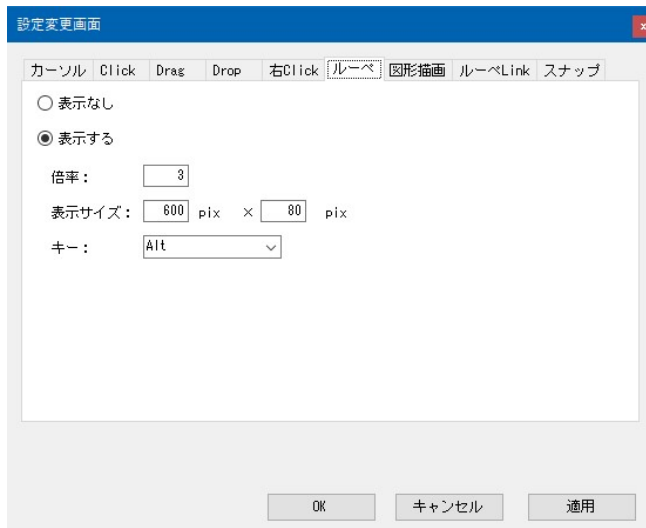 設定変更画面
カーソル Click Drag Drop 右Click ルーペ 図形描画 ルーペLink スナップ
表示なし
表示する
倍率： 3
表示サイズ： 600 pix × 80 pix
キー： Alt
OK キャンセル 適用